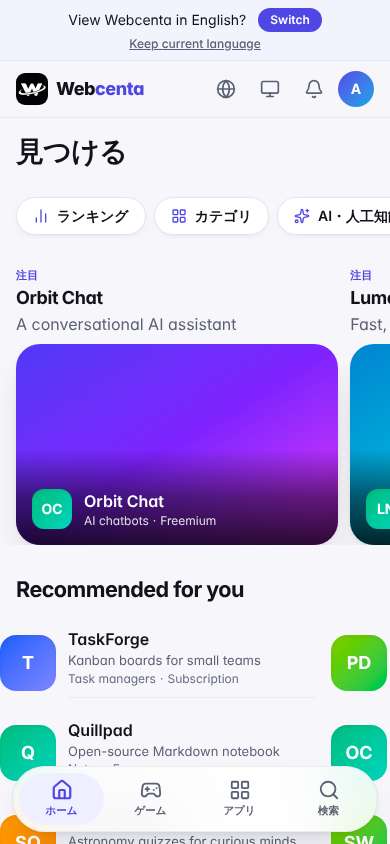 View Webcenta in English? Switch
Keep current language
Webcenta
A
見つける
ランキング
カテゴリ
注目
Orbit Chat
A conversational AI assistant
注目
Fast,
OC
Orbit Chat
AI chatbots · Freemium
Recommended for you
T
TaskForge
Kanban boards for small teams
Task managers · Subscription
PD
Q
Quillpad
Open-source Markdown notebook
OC
Astronomy quizzes for curious minds
ホーム
ゲーム
アプリ
検索